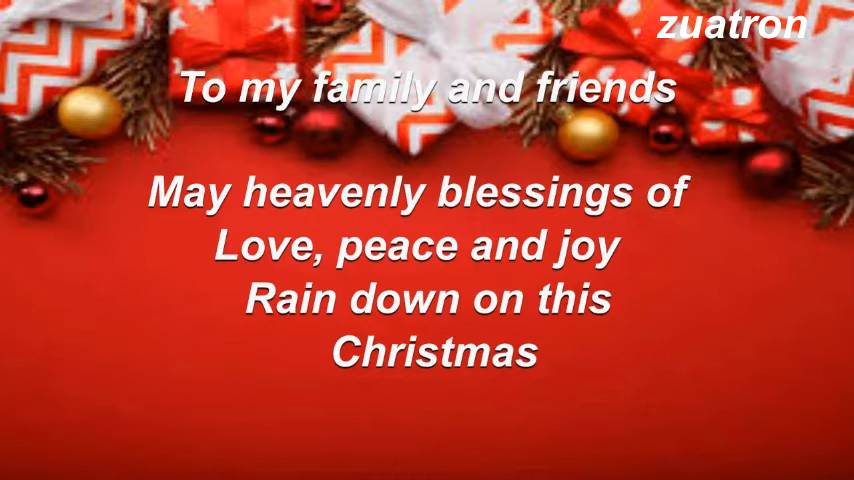 zuatron
To my family and friends
May heavenly blessings of
Love, peace and joy
Rain down on this
Christmas